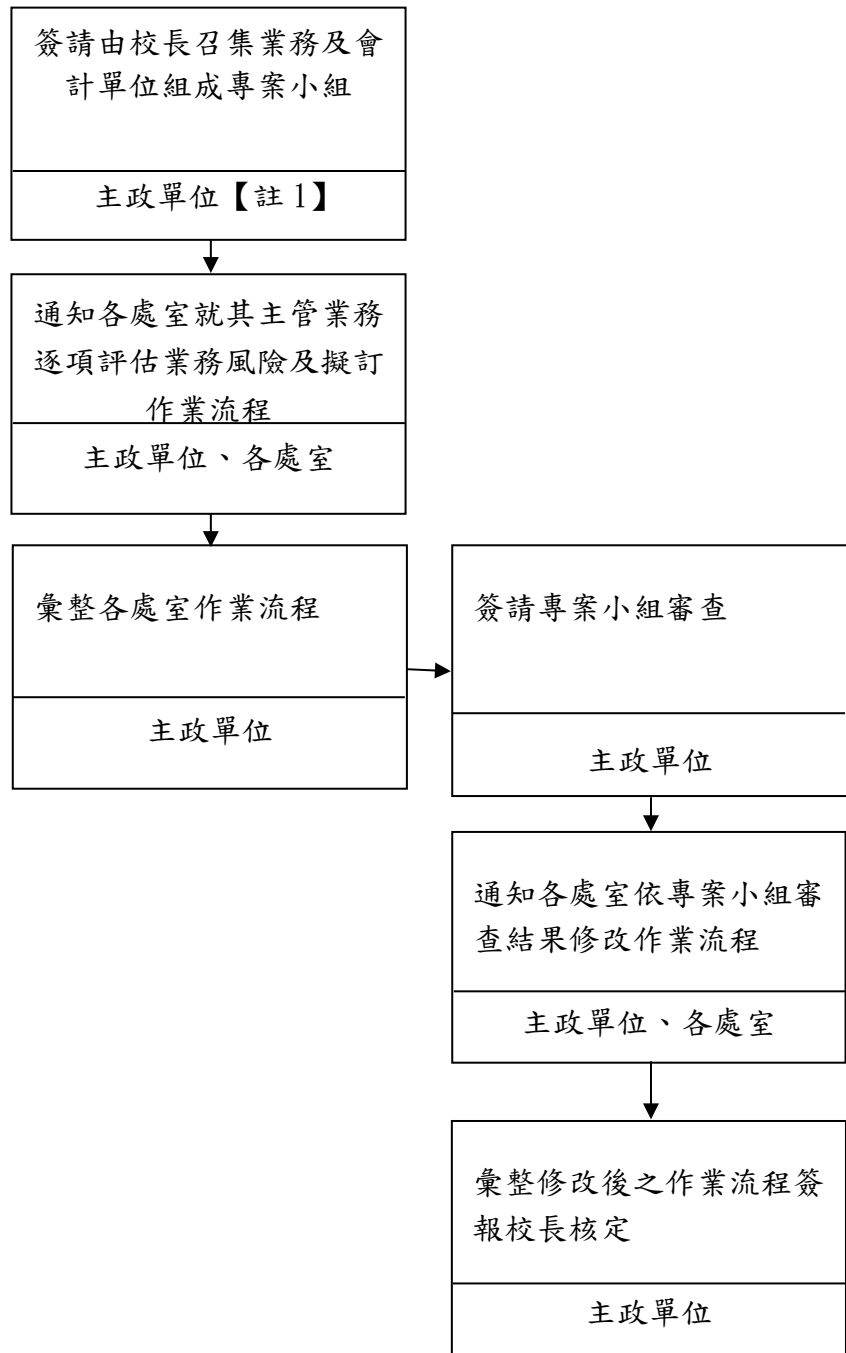 簽請由校長召集業務及會
計單位組成專案小組
主政單位【註1】
通知各處室就其主管業務
逐項評估業務風險及擬訂
作業流程
主政單位、各處室
彙整各處室作業流程
主政單位
簽請專案小組審查
主政單位
通知各處室依專案小組審
查結果修改作業流程
主政單位、各處室
彙整修改後之作業流程簽
報校長核定
主政單位